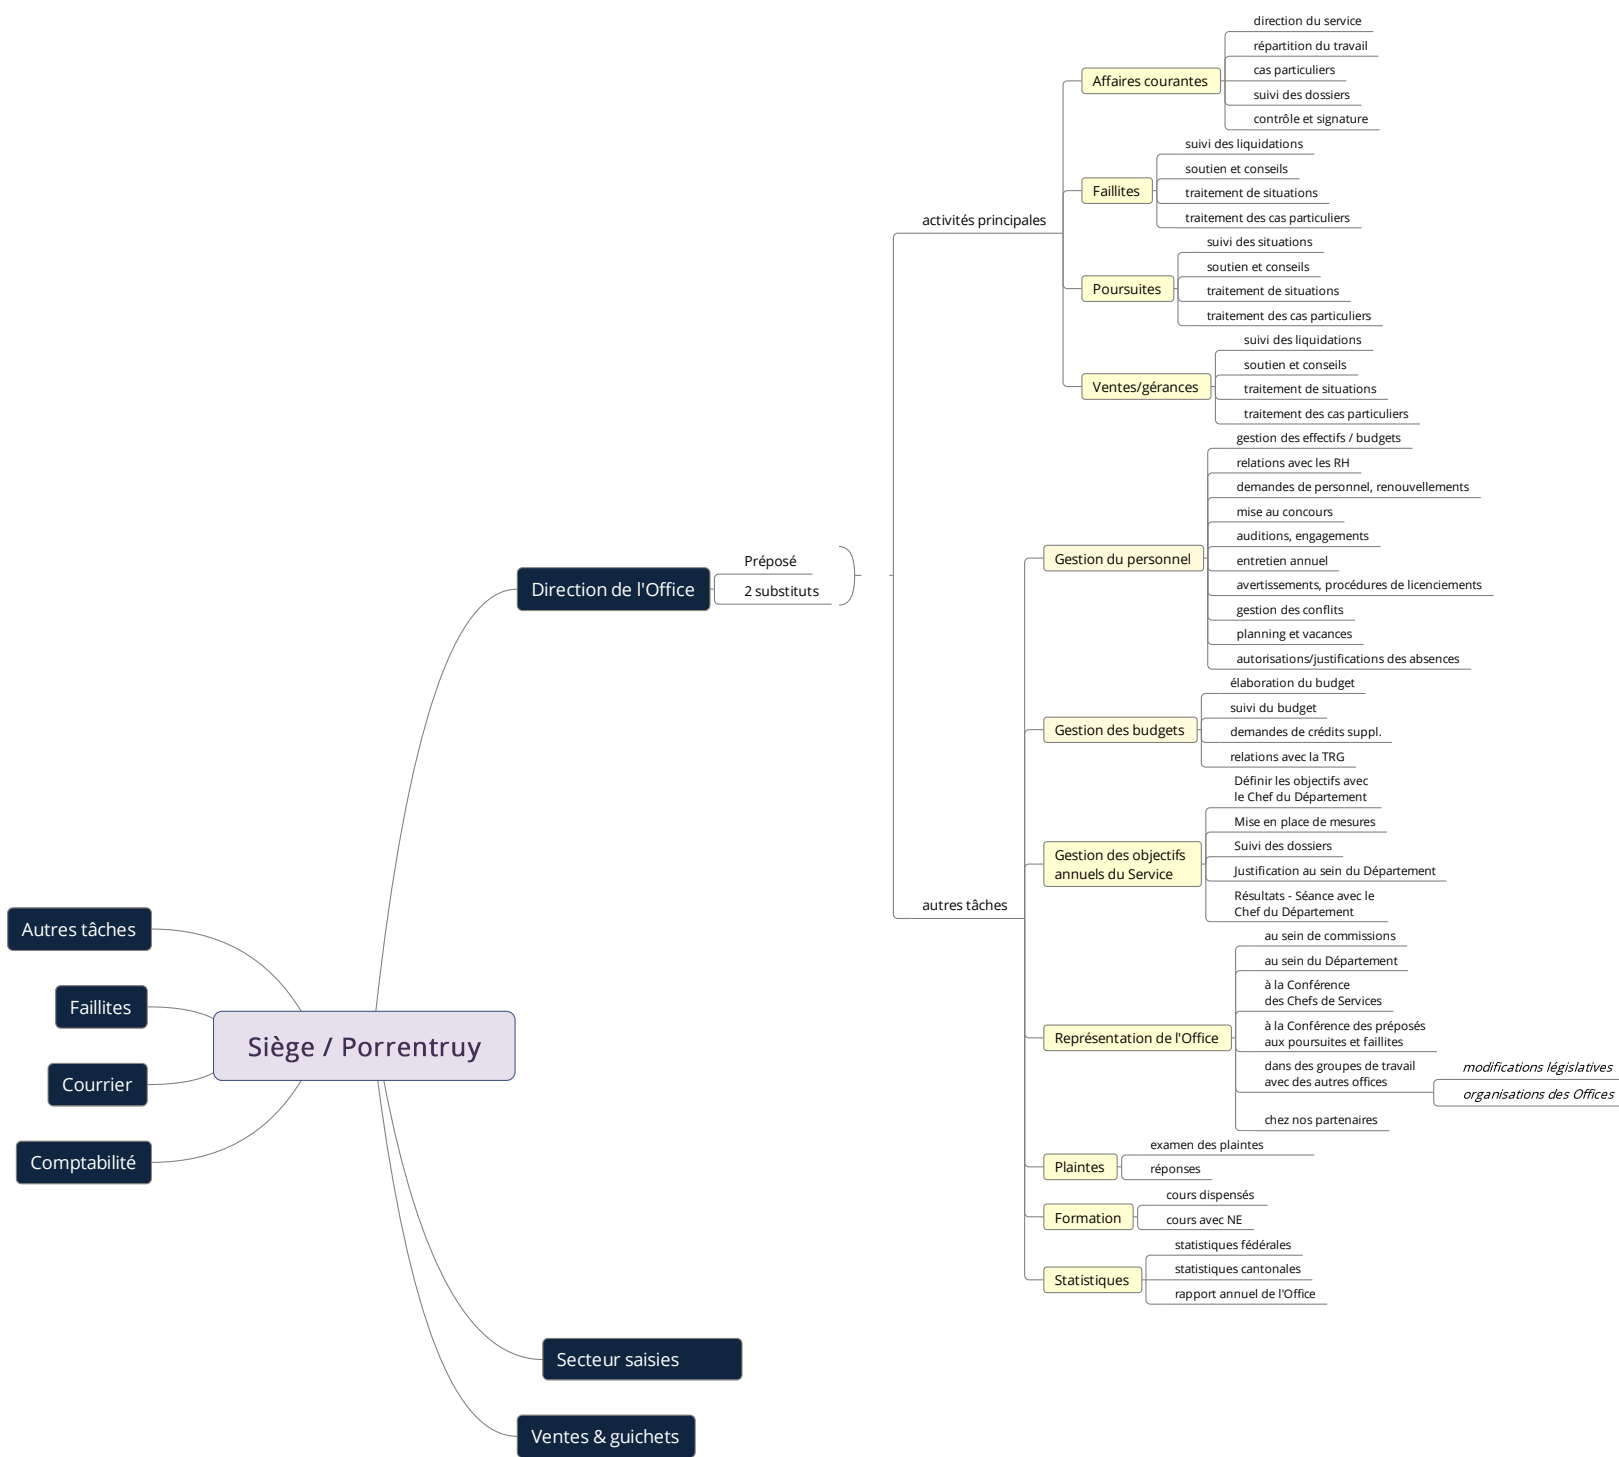 Siège / Porrentruy
Direction de l'Office
Préposé
2 substituts
activités principales
Affaires courantes
direction du service
répartition du travail
cas particuliers
suivi des dossiers
contrôle et signature
Faillites
suivi des liquidations
soutien et conseils
traitement de situations
traitement des cas particuliers
Poursuites
suivi des situations
soutien et conseils
traitement de situations
traitement des cas particuliers
Ventes/gérances
suivi des liquidations
soutien et conseils
traitement de situations
traitement des cas particuliers
autres tâches
Gestion du personnel
gestion des effectifs / budgets
relations avec les RH
demandes de personnel, renouvellements
mise au concours
auditions, engagements
entretien annuel
avertissements, procédures de licenciements
gestion des conflits
planning et vacances
autorisations/justifications des absences
Gestion des budgets
élaboration du budget
suivi du budget
demandes de crédits suppl.
relations avec la TRG
Gestion des objectifs
annuels du Service
Définir les objectifs avec
le Chef du Département
Mise en place de mesures
Suivi des dossiers
Justification au sein du Département
Résultats - Séance avec le
Chef du Département
Représentation de l'Office
au sein de commissions
au sein du Département
à la Conférence
des Chefs de Services
à la Conférence des préposés
aux poursuites et faillites
dans des groupes de travail
avec des autres offices
modifications législatives
organisations des Offices
chez nos partenaires
Plaintes
examen des plaintes
réponses
Formation
cours dispensés
cours avec NE
Statistiques
statistiques fédérales
statistiques cantonales
rapport annuel de l'Office
Secteur saisies
Ventes & guichets
Autres tâches
Faillites
Courrier
Comptabilité